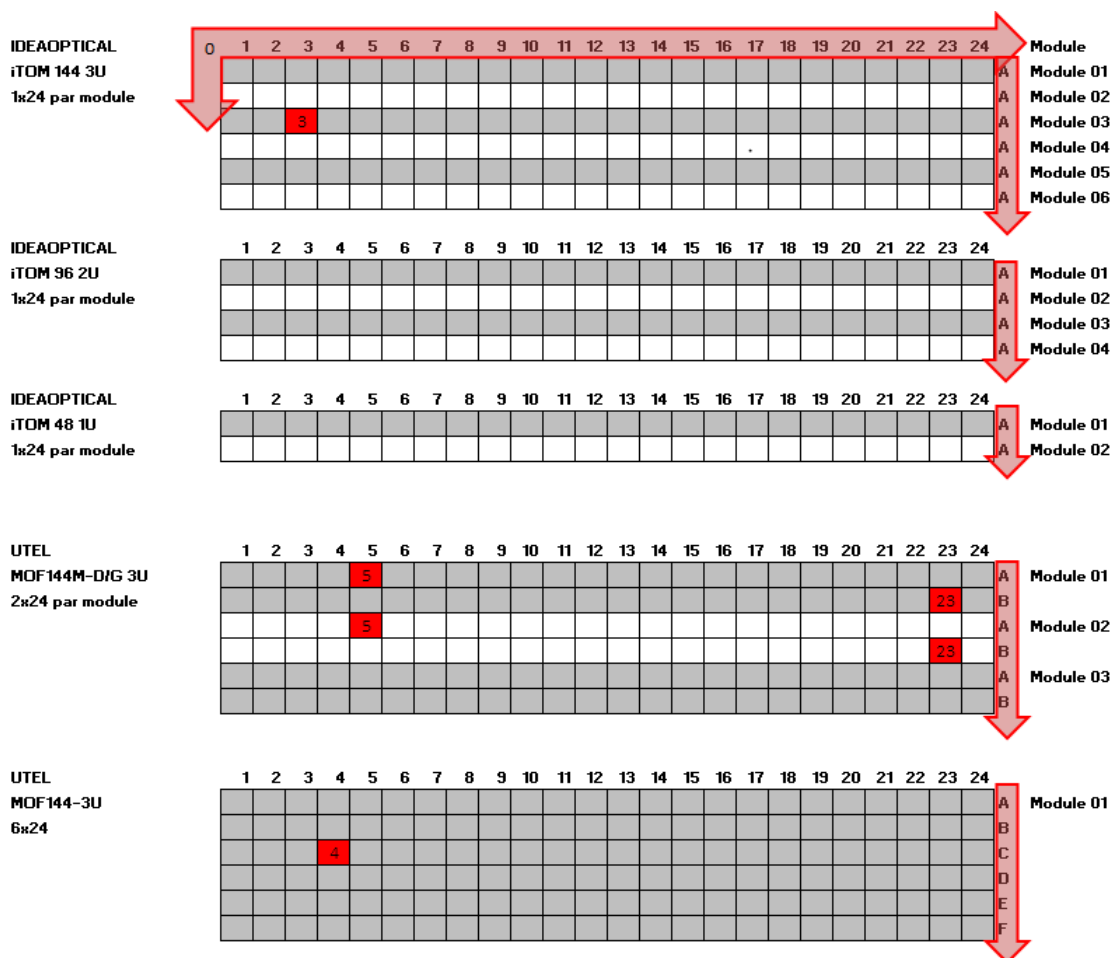 IDEAOPTICAL 0 1 2 3 4 5 6 7 8 9 10 11 12 13 14 15 16 17 18 19 20 21 22 23 24 Module
iTOM 144 3U A Module 01
1x24 par module A Module 02
3 A Module 03
A Module 04
A Module 05
A Module 06
IDEAOPTICAL 1 2 3 4 5 6 7 8 9 10 11 12 13 14 15 16 17 18 19 20 21 22 23 24
iTOM 96 2U A Module 01
1x24 par module A Module 02
A Module 03
A Module 04
IDEAOPTICAL 1 2 3 4 5 6 7 8 9 10 11 12 13 14 15 16 17 18 19 20 21 22 23 24
iTOM 48 1U A Module 01
1x24 par module A Module 02
UTEL 1 2 3 4 5 6 7 8 9 10 11 12 13 14 15 16 17 18 19 20 21 22 23 24
MOF144M-D/G 3U 5 A Module 01
2x24 par module 23 B
5 A Module 02
23 B
A Module 03
B
UTEL 1 2 3 4 5 6 7 8 9 10 11 12 13 14 15 16 17 18 19 20 21 22 23 24
MOF144-3U A Module 01
6x24 B
4 C
D
E
F